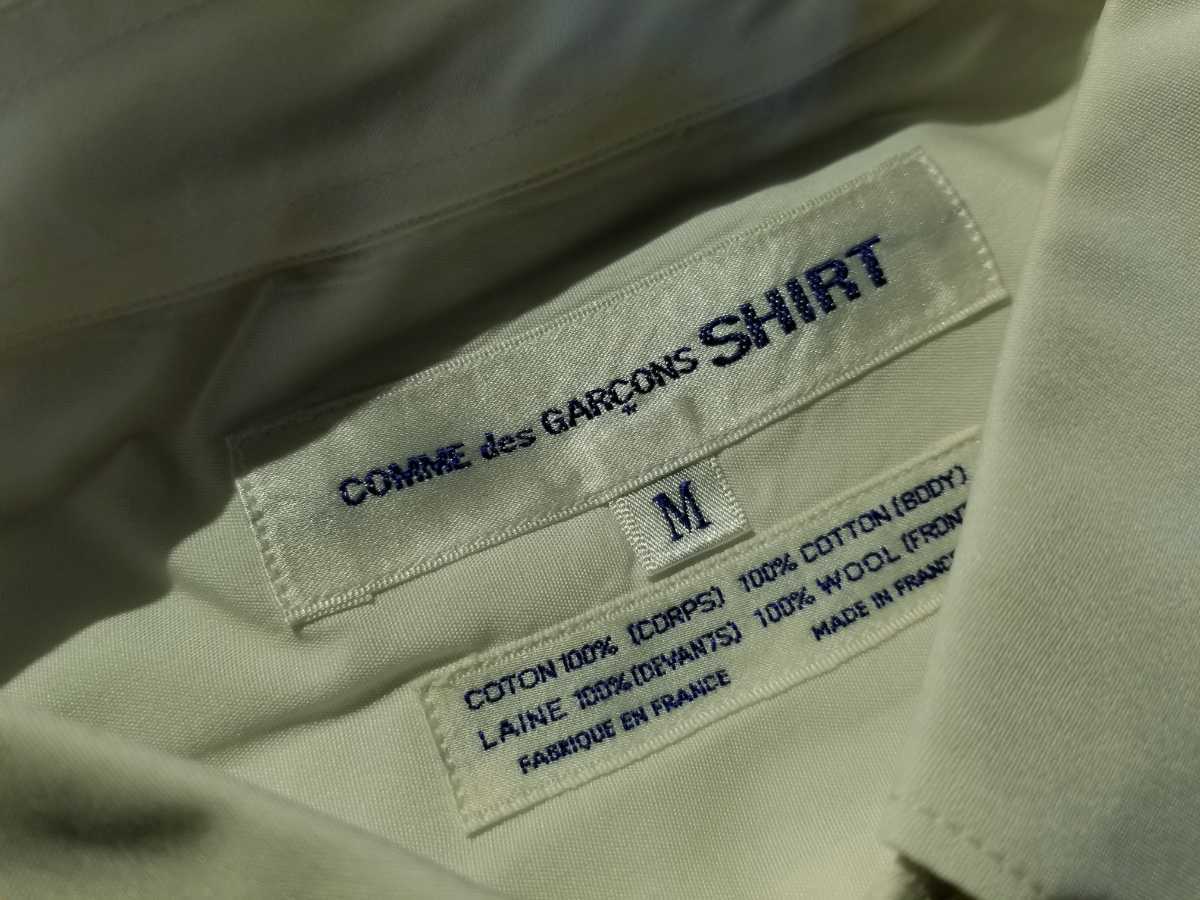 COMME des GARÇONS SHIRT
M
COTON 100% (CORPS) 100% COTTON (BODY)
LAINE 100% (DEVANTS) 100% WOOL (FRONT
FABRIQUE EN FRANCE MADE IN FRANCE